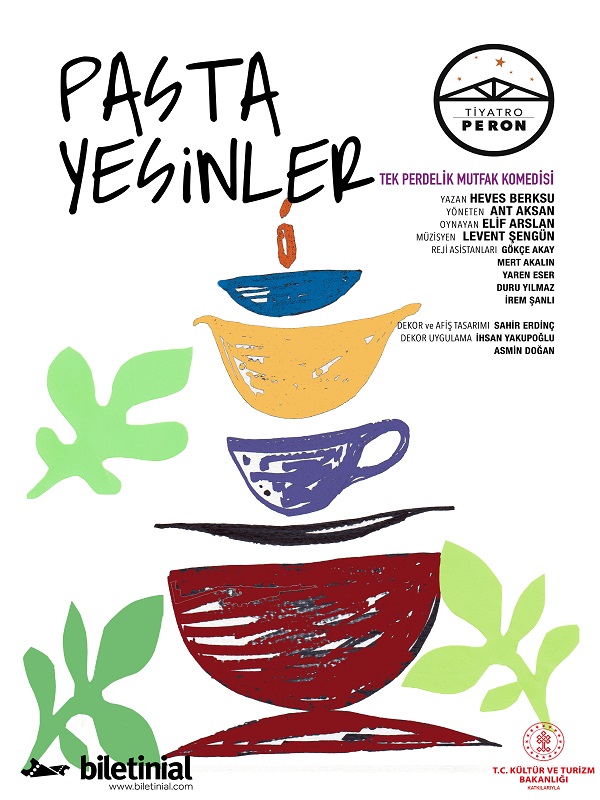 PASTA
YESİNLER
TİYATRO
PERON
TEK PERDELİK MUTFAK KOMEDİSİ
YAZAN HEVES BERKSU
YÖNETEN ANT AKSAN
OYNAYAN ELİF ARSLAN
MÜZİSYEN LEVENT ŞENGÜN
REJİ ASİSTANLARI GÖKÇE AKAY
MERT AKALIN
YAREN ESER
DURU YILMAZ
İREM ŞANLI
DEKOR ve AFİŞ TASARIMI SAHİR ERDİNÇ
DEKOR UYGULAMA İHSAN YAKUPOĞLU
ASMİN DOĞAN
biletinial
www.biletinial.com
T.C. KÜLTÜR VE TURİZM
BAKANLIĞI
KATKILARIYLA